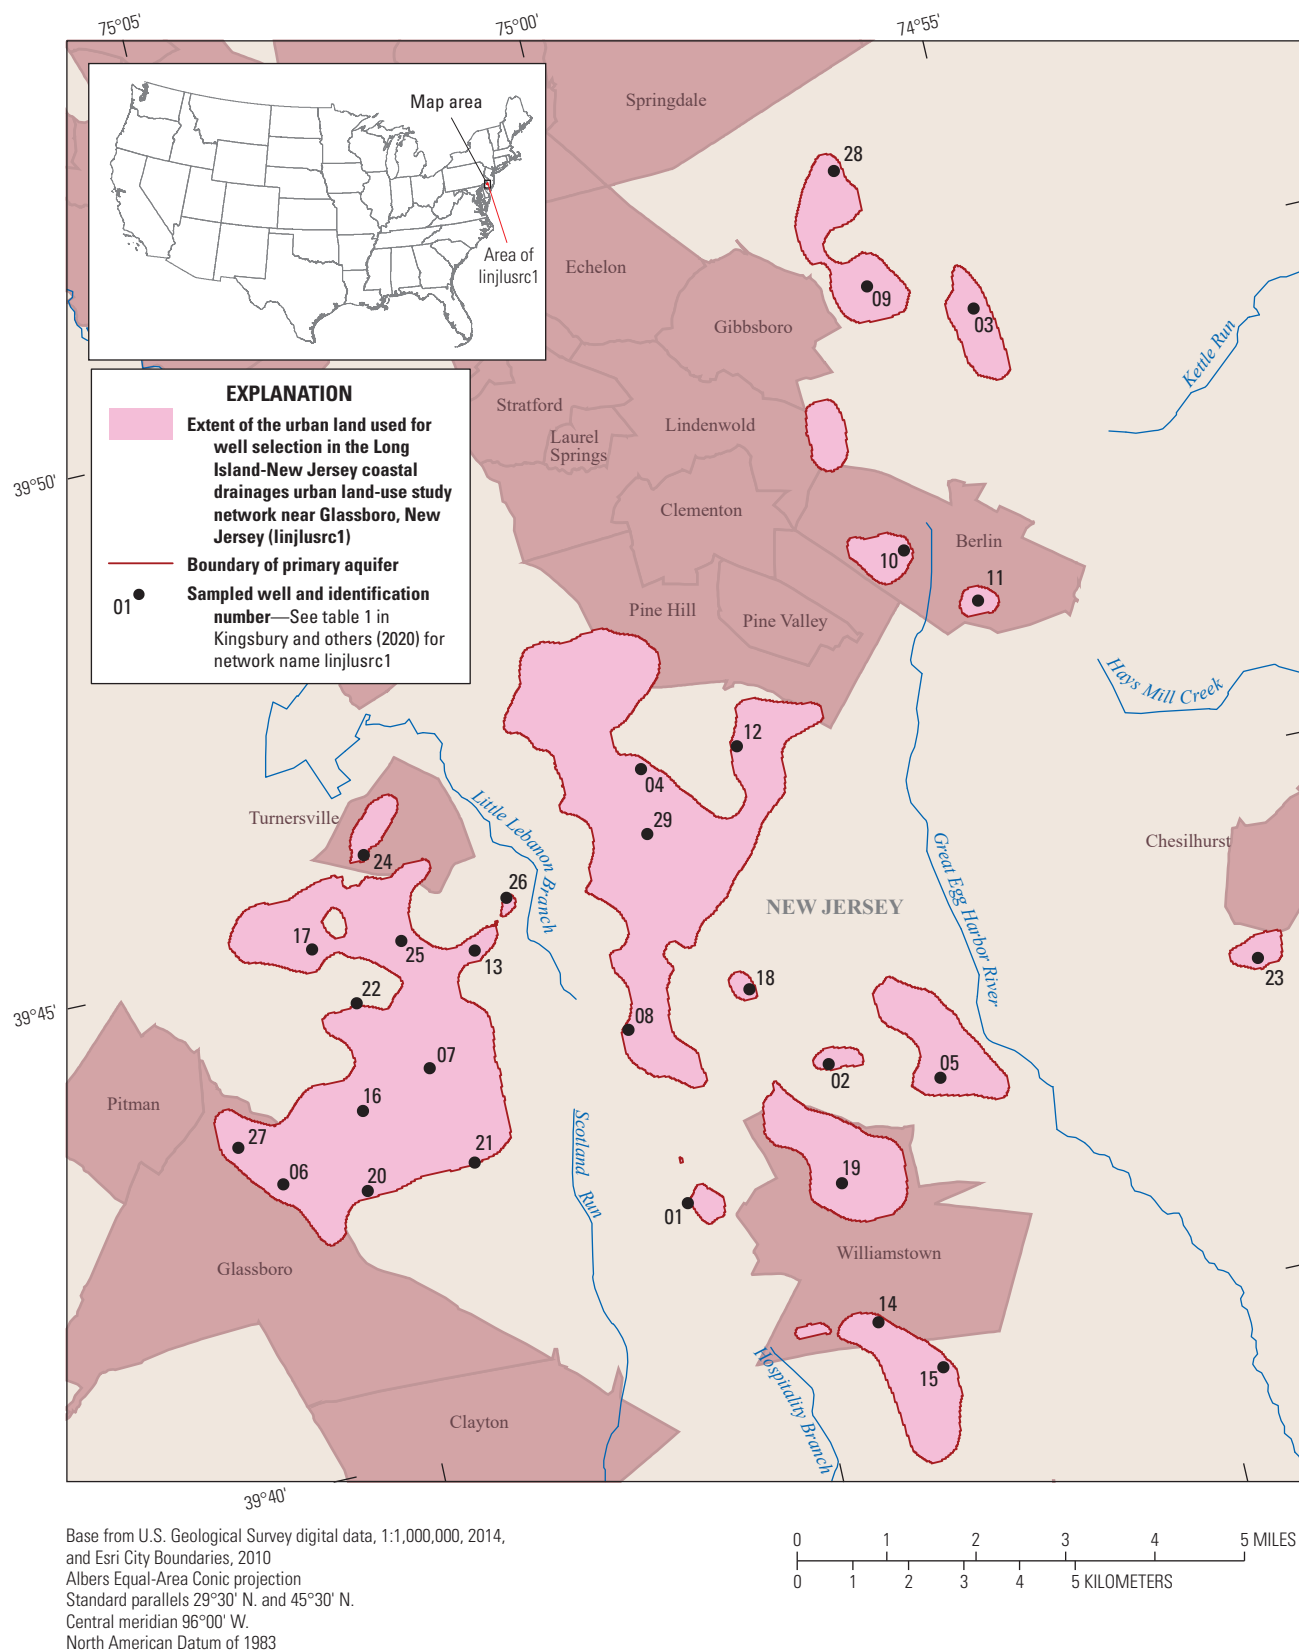 75°05'
75°00'
74°55'
Springdale
Map area
Area of
linjlusrc1
28
Echelon
09
03
Gibbsboro
Kettle Run
EXPLANATION
Extent of the urban land used for
well selection in the Long
Island-New Jersey coastal
drainages urban land-use study
network near Glassboro, New
Jersey (linjlusrc1)
Boundary of primary aquifer
01
Sampled well and identification
number—See table 1 in
Kingsbury and others (2020) for
network name linjlusrc1
Stratford
Laurel
Springs
Lindenwold
39°50'
Clementon
Berlin
10
11
Pine Hill
Pine Valley
Hays Mill Creek
12
04
29
Turnersville
Little Lebanon Branch
24
Chesilhurst
Great Egg Harbor River
26
NEW JERSEY
17
25
13
23
22
18
39°45'
08
07
02
05
Pitman
16
Scotland Run
27
21
06
20
19
01
Glassboro
Williamstown
14
15
Hospitality Branch
Clayton
39°40'
Base from U.S. Geological Survey digital data, 1:1,000,000, 2014,
and Esri City Boundaries, 2010
Albers Equal-Area Conic projection
Standard parallels 29°30' N. and 45°30' N.
Central meridian 96°00' W.
North American Datum of 1983
0 1 2 3 4 5 MILES
0 1 2 3 4 5 KILOMETERS